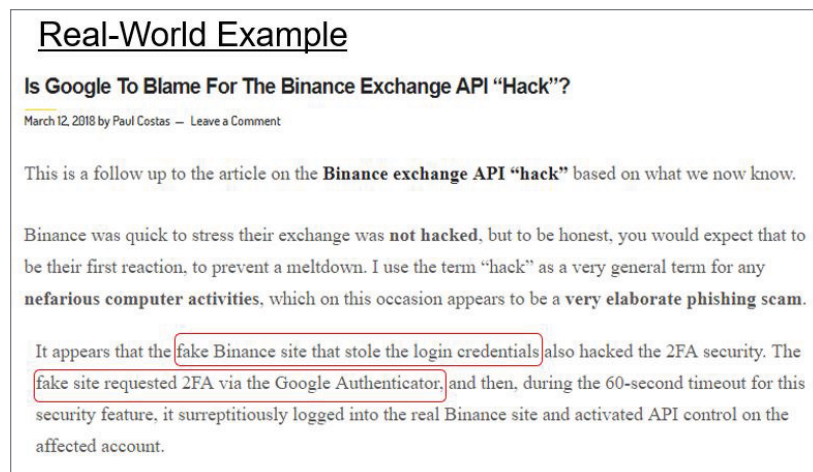 Real-World Example
Is Google To Blame For The Binance Exchange API “Hack”?
March 12, 2018 by Paul Costas — Leave a Comment
This is a follow up to the article on the Binance exchange API “hack” based on what we now know.
Binance was quick to stress their exchange was not hacked, but to be honest, you would expect that to
be their first reaction, to prevent a meltdown. I use the term “hack” as a very general term for any
nefarious computer activities, which on this occasion appears to be a very elaborate phishing scam.
It appears that the fake Binance site that stole the login credentials also hacked the 2FA security. The
fake site requested 2FA via the Google Authenticator, and then, during the 60-second timeout for this
security feature, it surreptitiously logged into the real Binance site and activated API control on the
affected account.